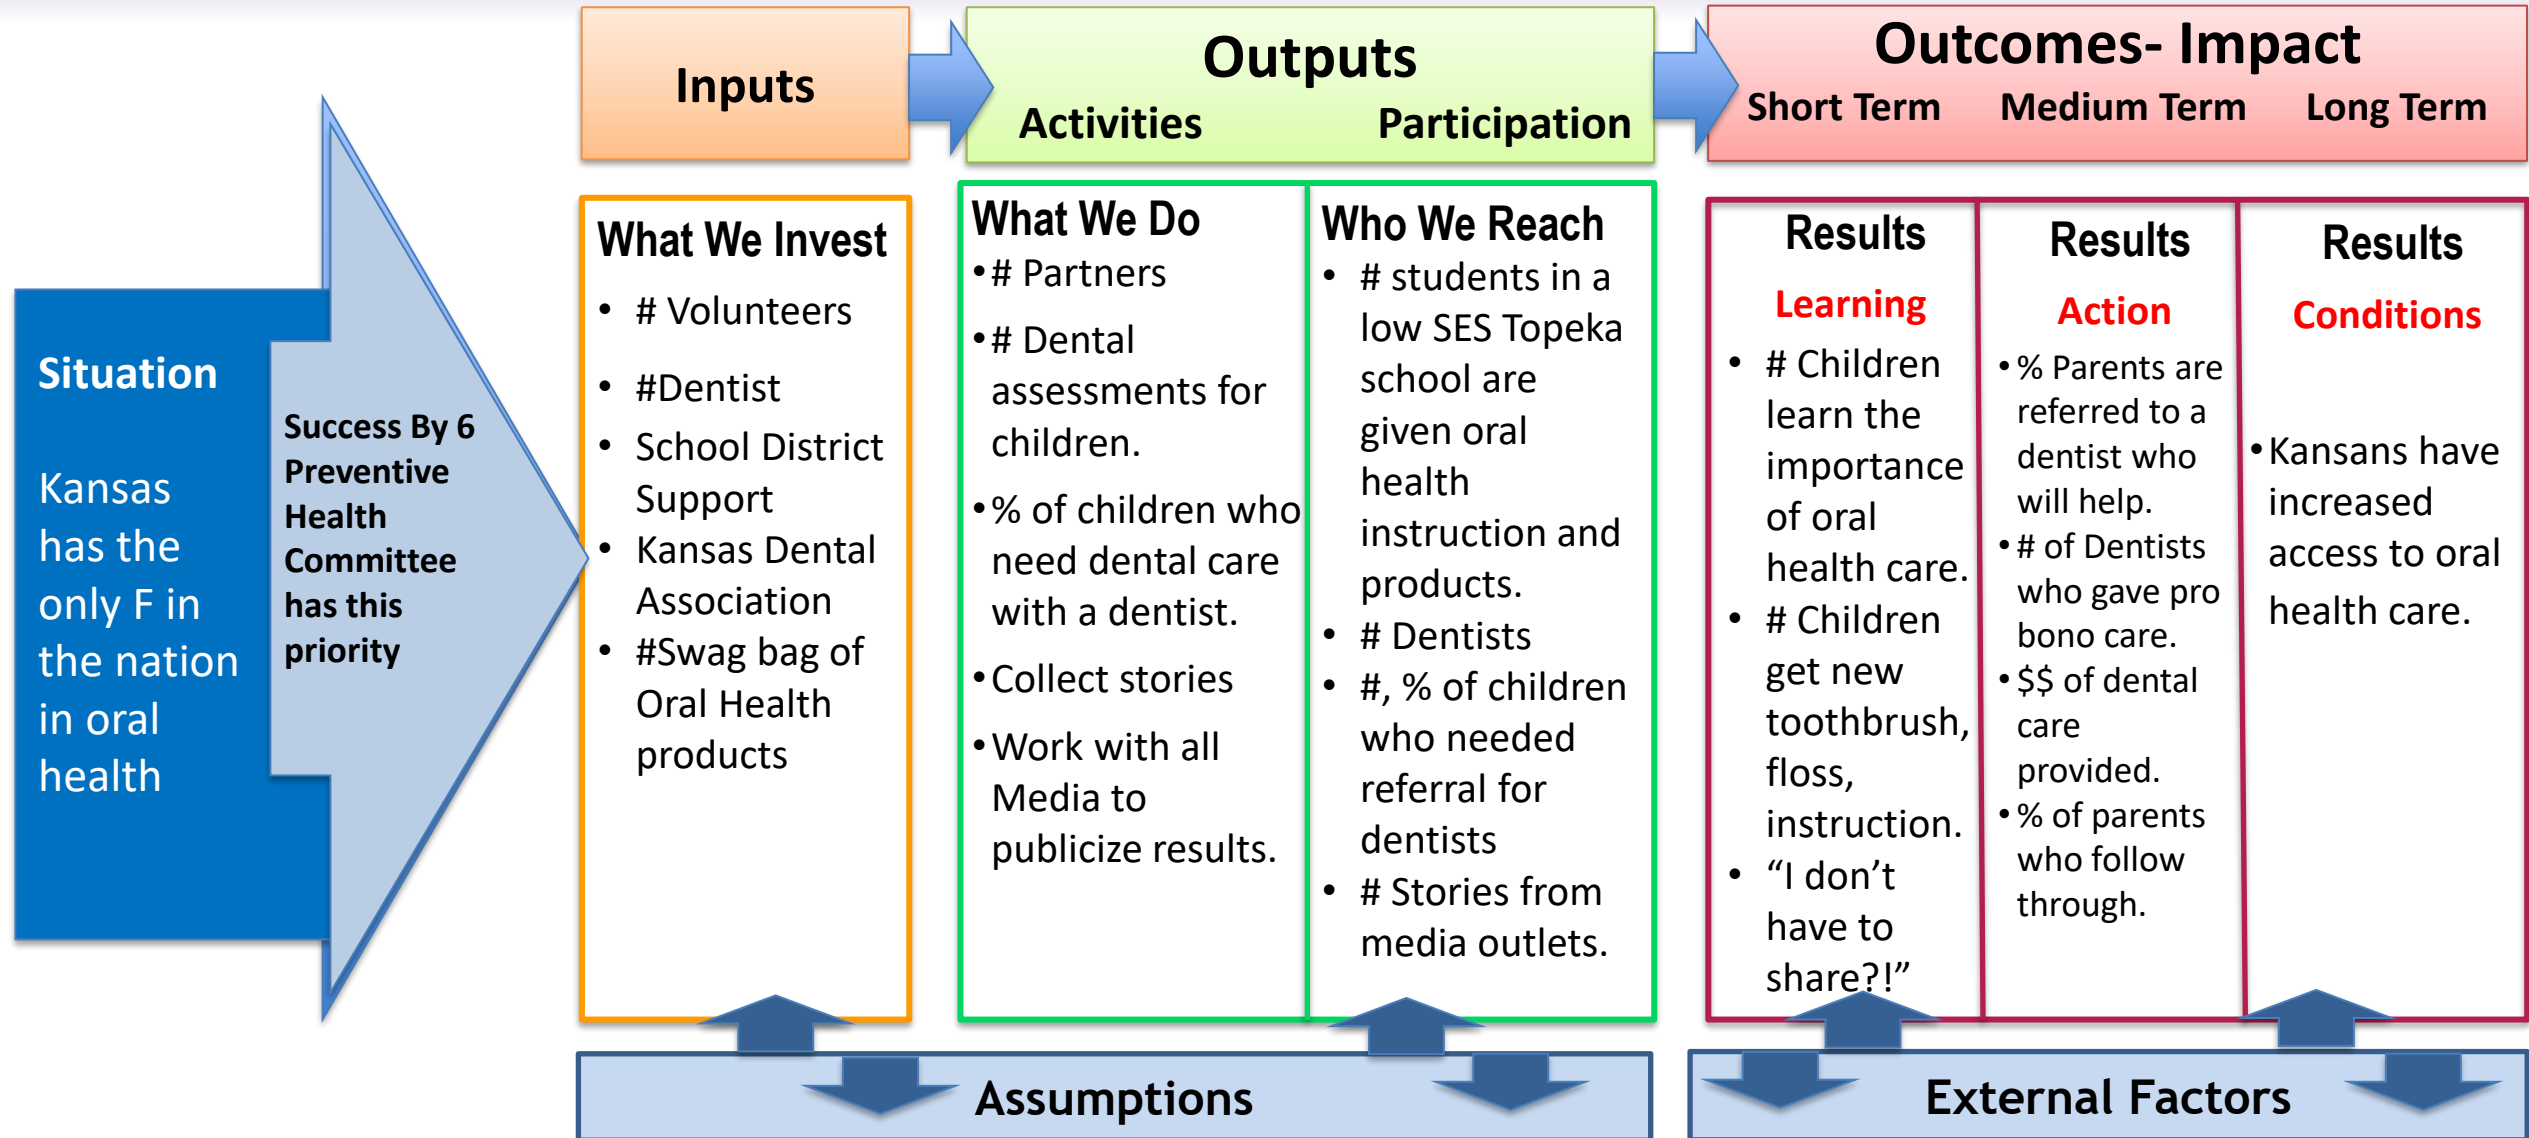 Inputs
Outputs
Activities
Participation
Outcomes- Impact
Short Term
Medium Term
Long Term
Situation
Kansas
has the
only F in
the nation
in oral
health
Success By 6
Preventive
Health
Committee
has this
priority
What We Invest
• # Volunteers
• #Dentist
• School District
Support
• Kansas Dental
Association
• #Swag bag of
Oral Health
products
What We Do
• # Partners
• # Dental
assessments for
children.
• % of children who
need dental care
with a dentist.
• Collect stories
• Work with all
Media to
publicize results.
Who We Reach
• # students in a
low SES Topeka
school are
given oral
health
instruction and
products.
• # Dentists
• #, % of children
who needed
referral for
dentists
• # Stories from
media outlets.
Results
Learning
• # Children
learn the
importance
of oral
health care.
• # Children
get new
toothbrush,
floss,
instruction.
• “I don’t
have to
share?!”
Results
Action
• % Parents are
referred to a
dentist who
will help.
• # of Dentists
who gave pro
bono care.
• $$ of dental
care
provided.
• % of parents
who follow
through.
Results
Conditions
• Kansans have
increased
access to oral
health care.
Assumptions
External Factors